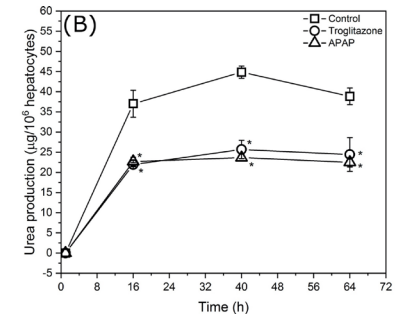 (B)
Control
Troglitazone
APAP
Urea production (μg/10⁶ hepatocytes)
60
55
50
45
40
35
30
25
20
15
10
5
0
-5
* *
* *
* *
0 8 16 24 32 40 48 56 64 72
Time (h)